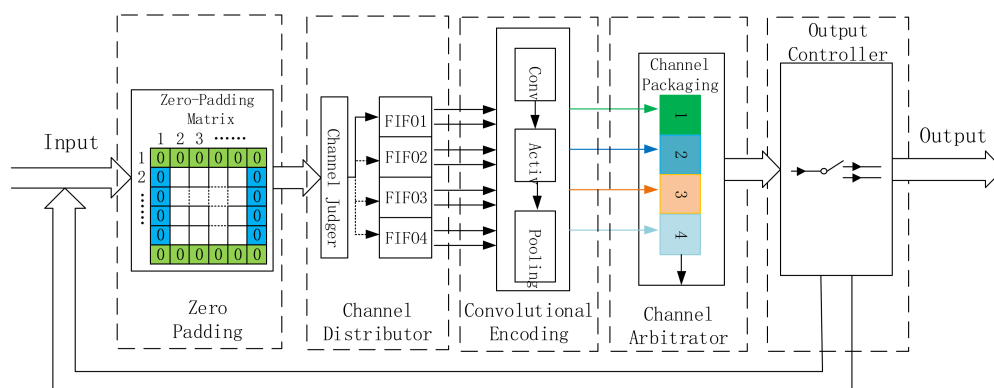 Input
Zero-Padding
Matrix
1 2 3 ......
1
2
......
0 0 0 0 0 0
0 0
0 0
0 0
0 0
0 0 0 0 0 0
Zero
Padding
Channel Judger
FIFO1
FIFO2
FIFO3
FIFO4
Channel
Distributor
Conv
Activ
Pooling
Convolutional
Encoding
Channel
Packaging
1
2
3
4
Channel
Arbitrator
Output
Controller
Output